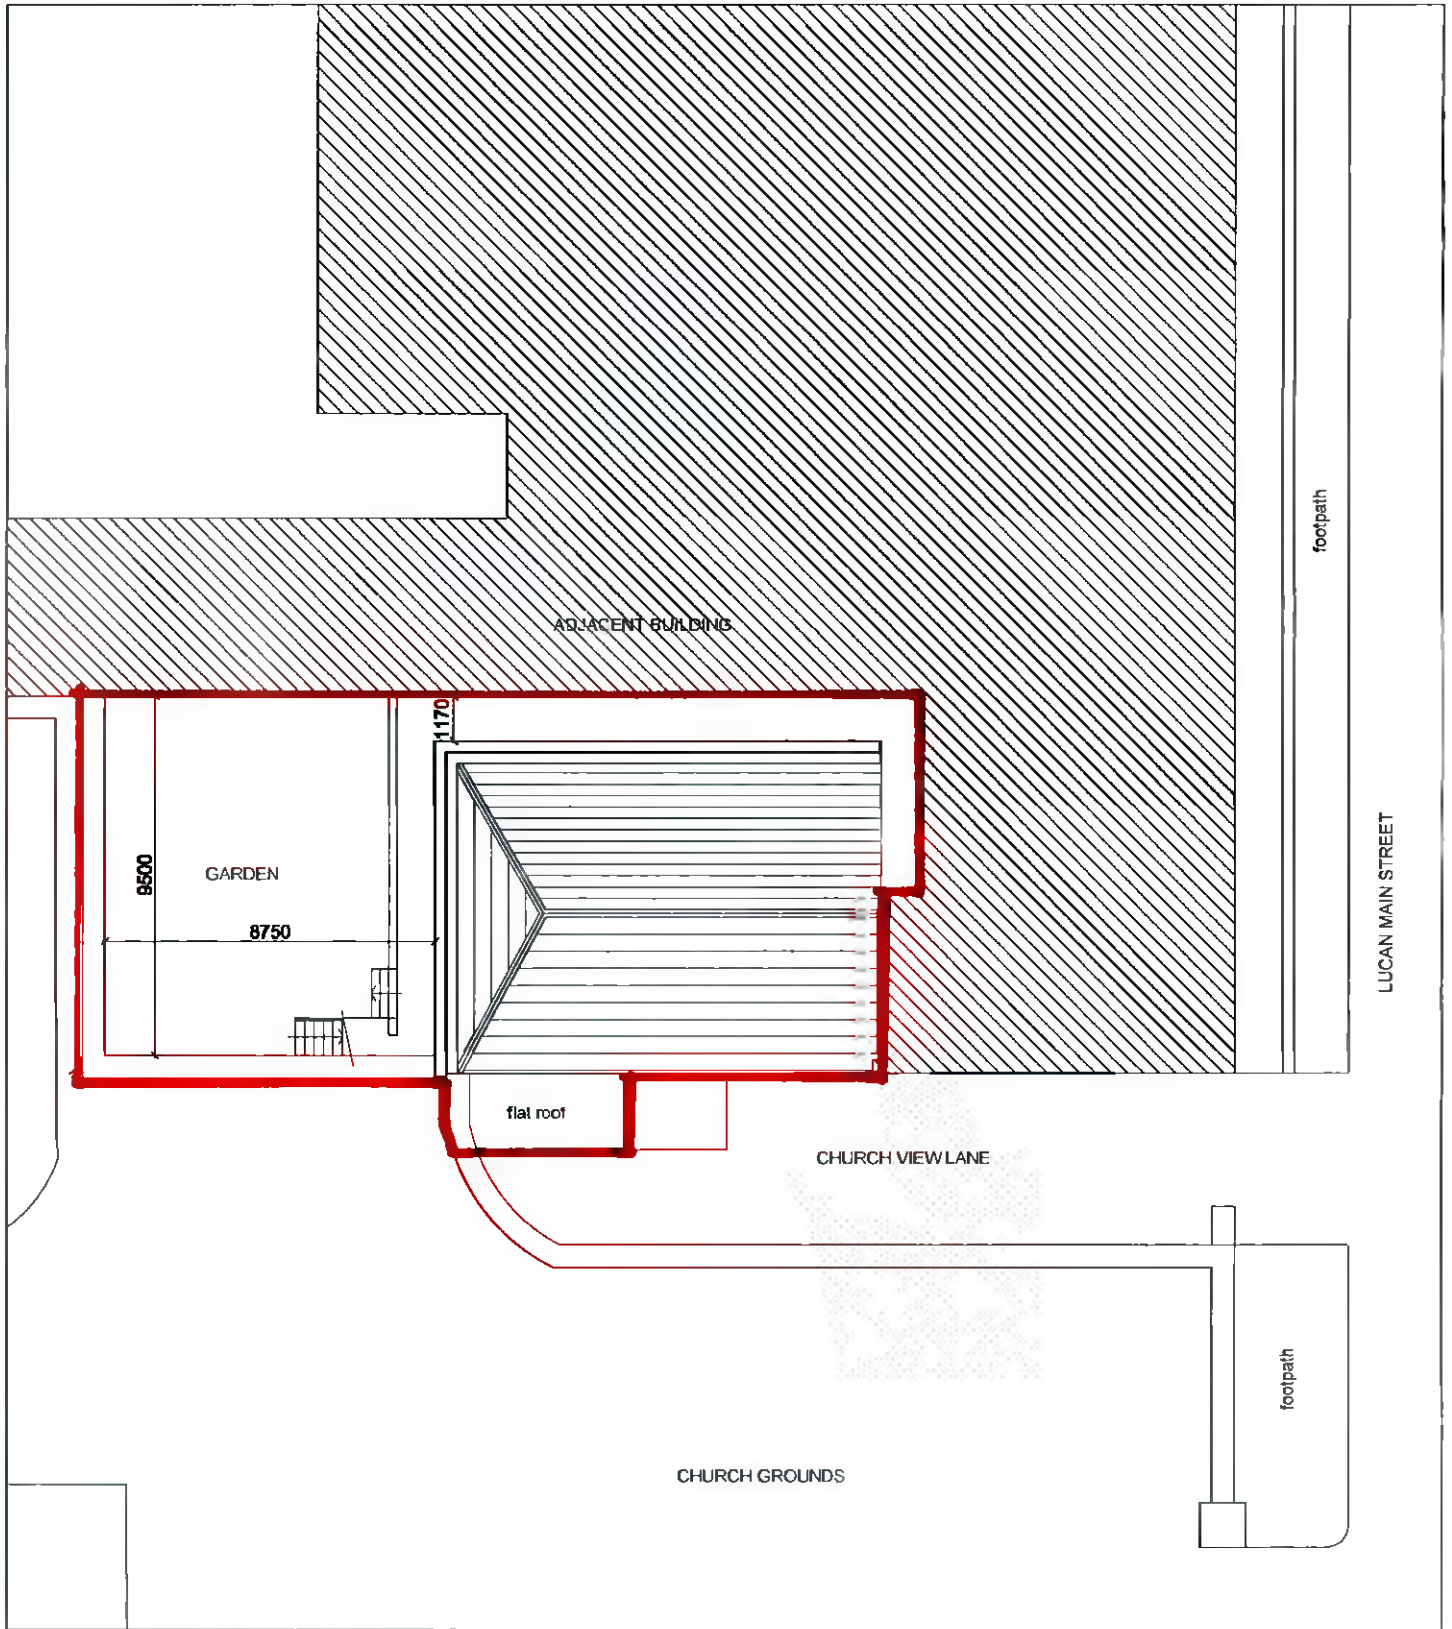 footpath
ADJACENT BUILDING
1170
LUCAN MAIN STREET
9500
GARDEN
8750
flat roof
CHURCH VIEW LANE
footpath
CHURCH GROUNDS